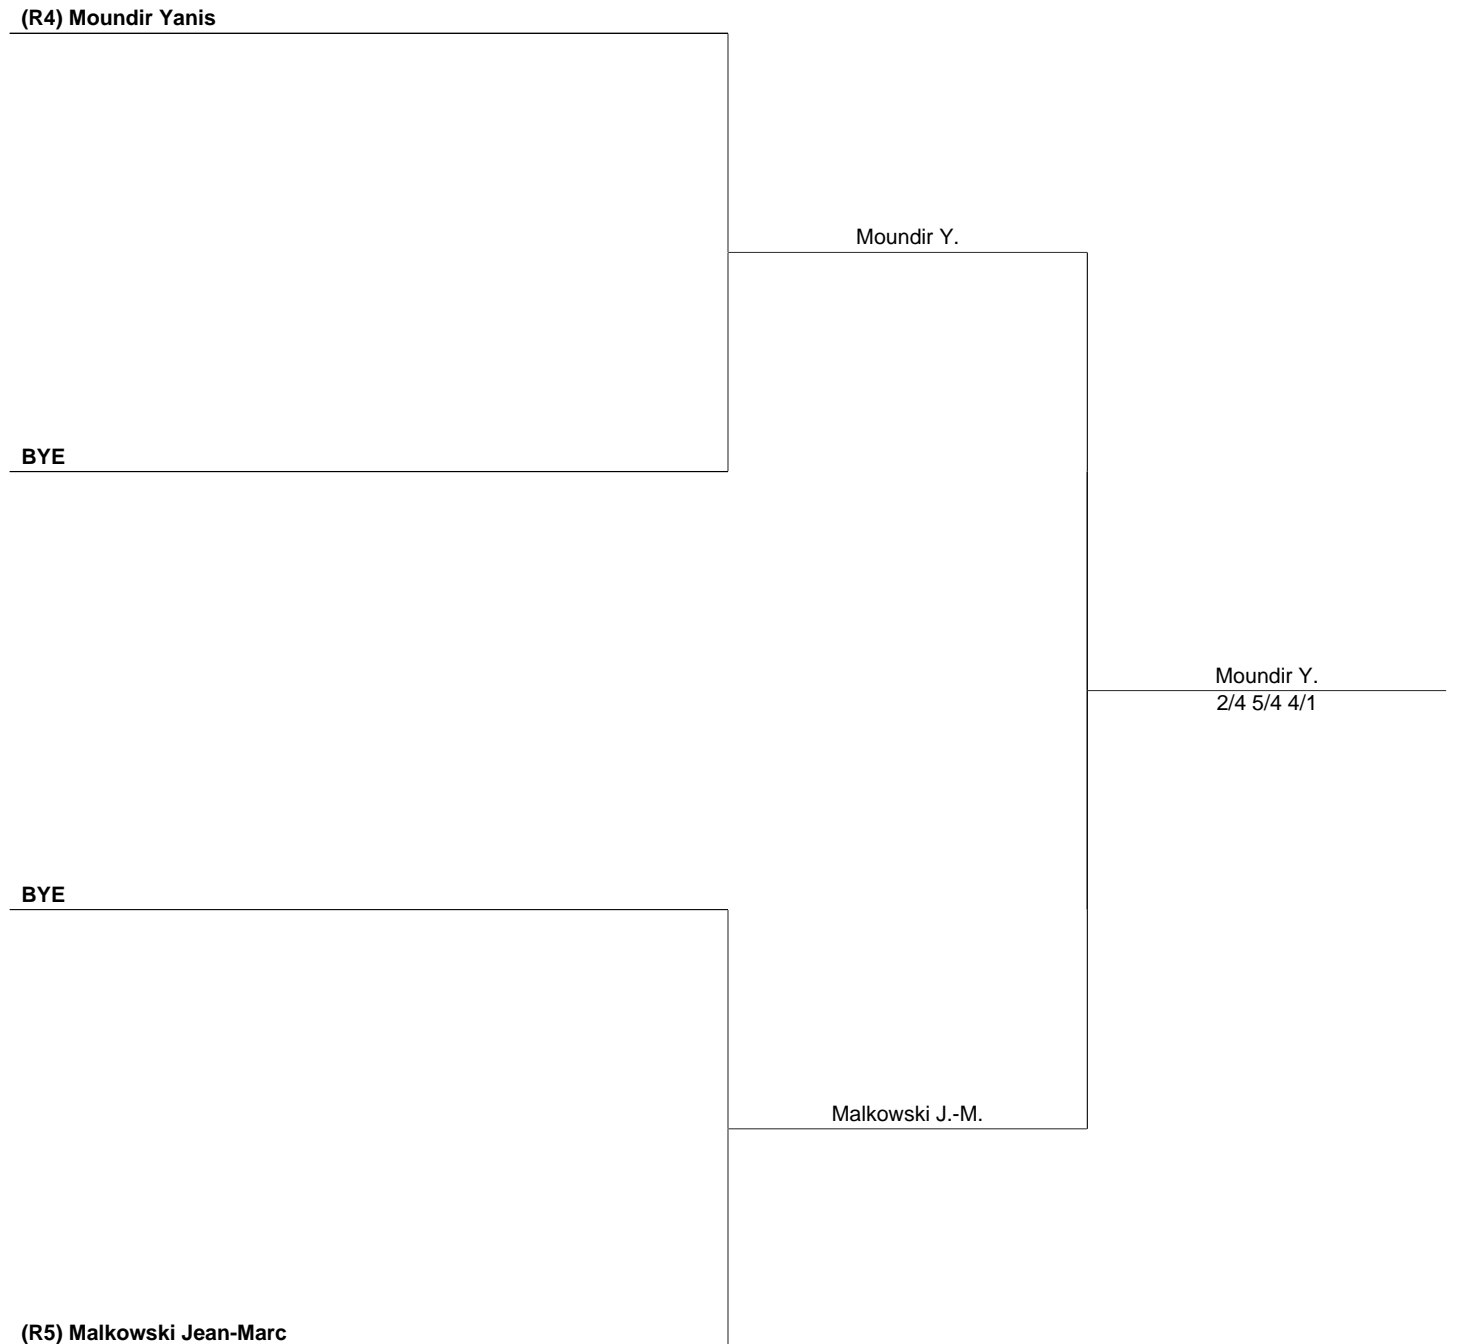 (R4) Moundir Yanis
Moundir Y.
BYE
Moundir Y.
2/4 5/4 4/1
BYE
Malkowski J.-M.
(R5) Malkowski Jean-Marc